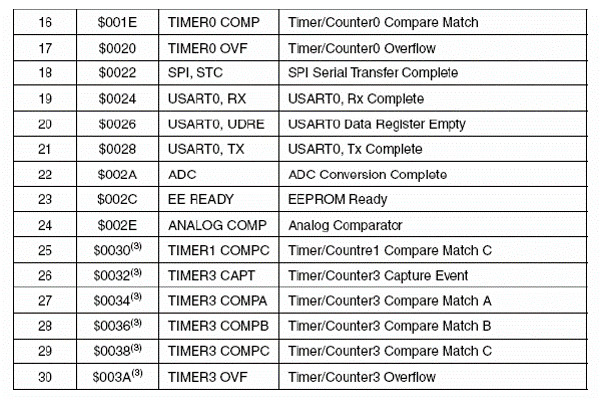 16 $001E TIMER0 COMP Timer/Counter0 Compare Match
17 $0020 TIMER0 OVF Timer/Counter0 Overflow
18 $0022 SPI, STC SPI Serial Transfer Complete
19 $0024 USART0, RX USART0, Rx Complete
20 $0026 USART0, UDRE USART0 Data Register Empty
21 $0028 USART0, TX USART0, Tx Complete
22 $002A ADC ADC Conversion Complete
23 $002C EE READY EEPROM Ready
24 $002E ANALOG COMP Analog Comparator
25 $0030(3) TIMER1 COMPC Timer/Countre1 Compare Match C
26 $0032(3) TIMER3 CAPT Timer/Counter3 Capture Event
27 $0034(3) TIMER3 COMPA Timer/Counter3 Compare Match A
28 $0036(3) TIMER3 COMPB Timer/Counter3 Compare Match B
29 $0038(3) TIMER3 COMPC Timer/Counter3 Compare Match C
30 $003A(3) TIMER3 OVF Timer/Counter3 Overflow